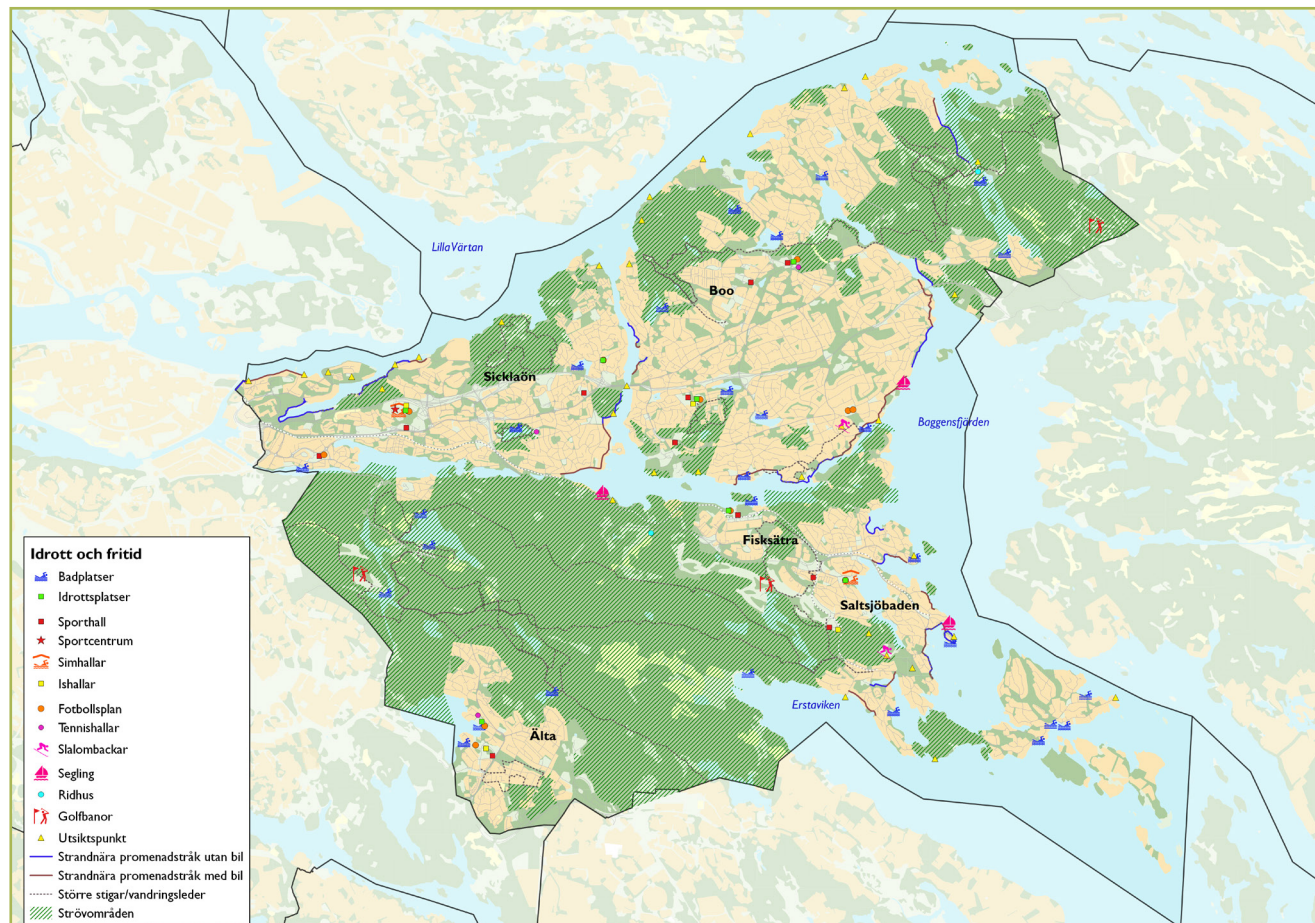 Lilla Värtan
Boo
Sicklaön
Baggensfjärden
Fisksätra
Saltsjöbaden
Erstaviken
Älta
Idrott och fritid
Badplatser
Idrottsplatser
Sporthall
Sportcentrum
Simhallar
Ishallar
Fotbollsplan
Tennishallar
Slalombackar
Segling
Ridhus
Golfbanor
Utsiktspunkt
Strandnära promenadstråk utan bil
Strandnära promenadstråk med bil
Större stigar/vandringsleder
Strövområden